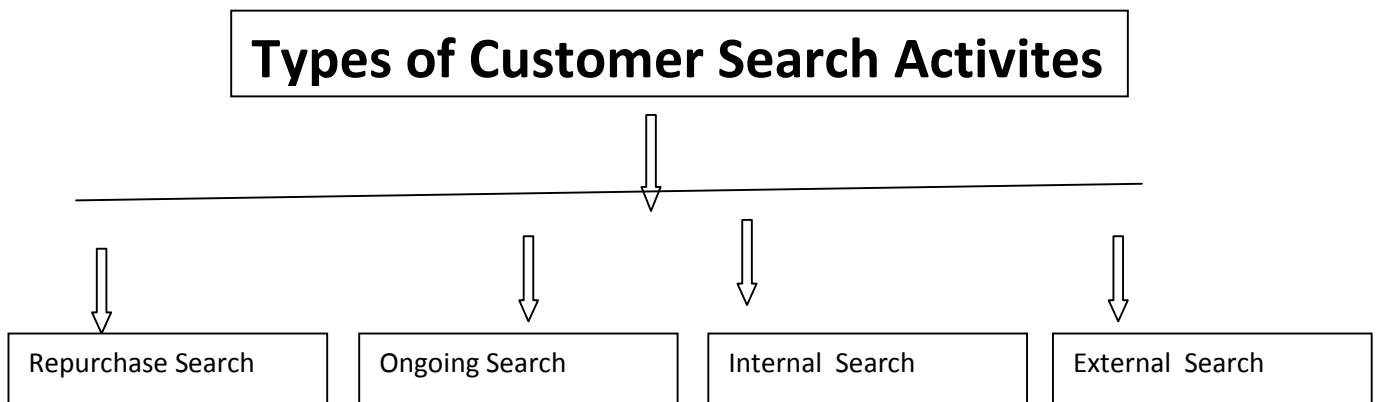 Types of Customer Search Activites
Repurchase Search
Ongoing Search
Internal  Search
External  Search